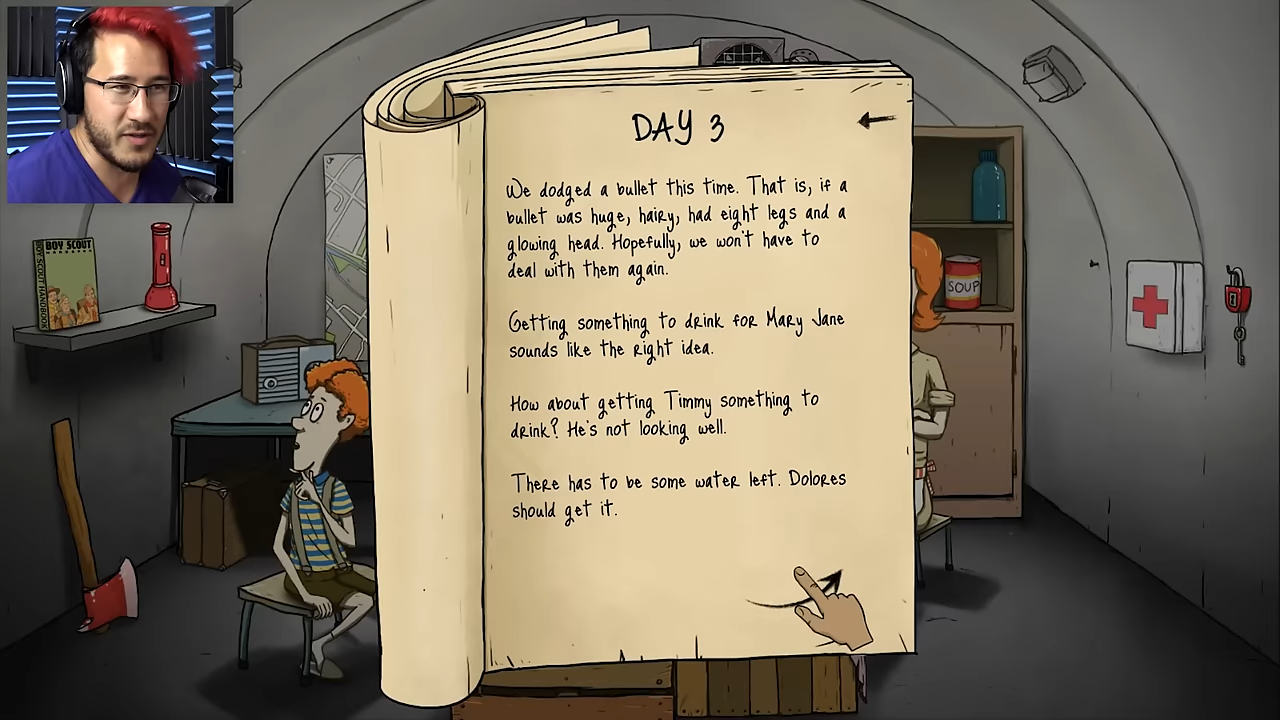 DAY 3
We dodged a bullet this time. That is, if a
bullet was huge, hairy, had eight legs and a
glowing head. Hopefully, we won't have to
deal with them again.
Getting something to drink for Mary Jane
sounds like the right idea.
How about getting Timmy something to
drink? He's not looking well.
There has to be some water left. Dolores
should get it.
BOY SCOUT
BOY SCOUT HANDBOOK
SOUP